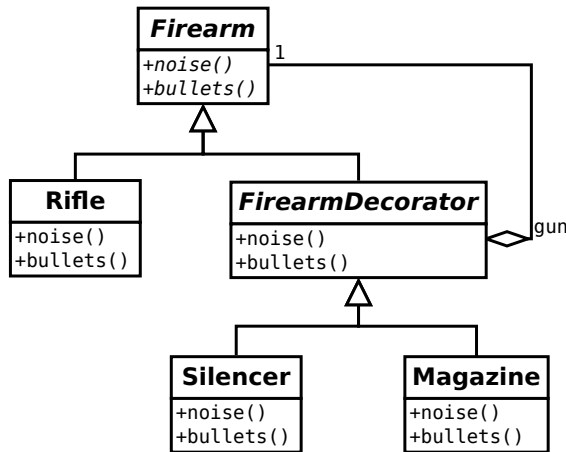 Firearm
+noise()
+bullets()
1
Rifle
+noise()
+bullets()
FirearmDecorator
+noise()
+bullets()
gun
Silencer
+noise()
+bullets()
Magazine
+noise()
+bullets()